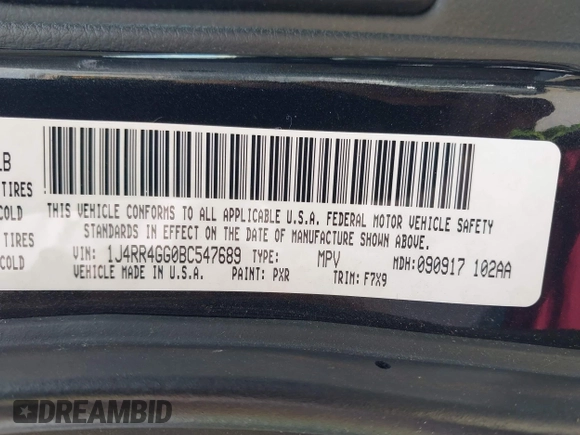 LB
TIRES
COLD
TIRES
COLD
THIS VEHICLE CONFORMS TO ALL APPLICABLE U.S.A. FEDERAL MOTOR VEHICLE SAFETY
STANDARDS IN EFFECT ON THE DATE OF MANUFACTURE SHOWN ABOVE.
VIN: 1J4RR4GG0BC547689 TYPE: MPV MDH:090917 102AA
VEHICLE MADE IN U.S.A. PAINT: PXR TRIM: F7X9
DREAMBID